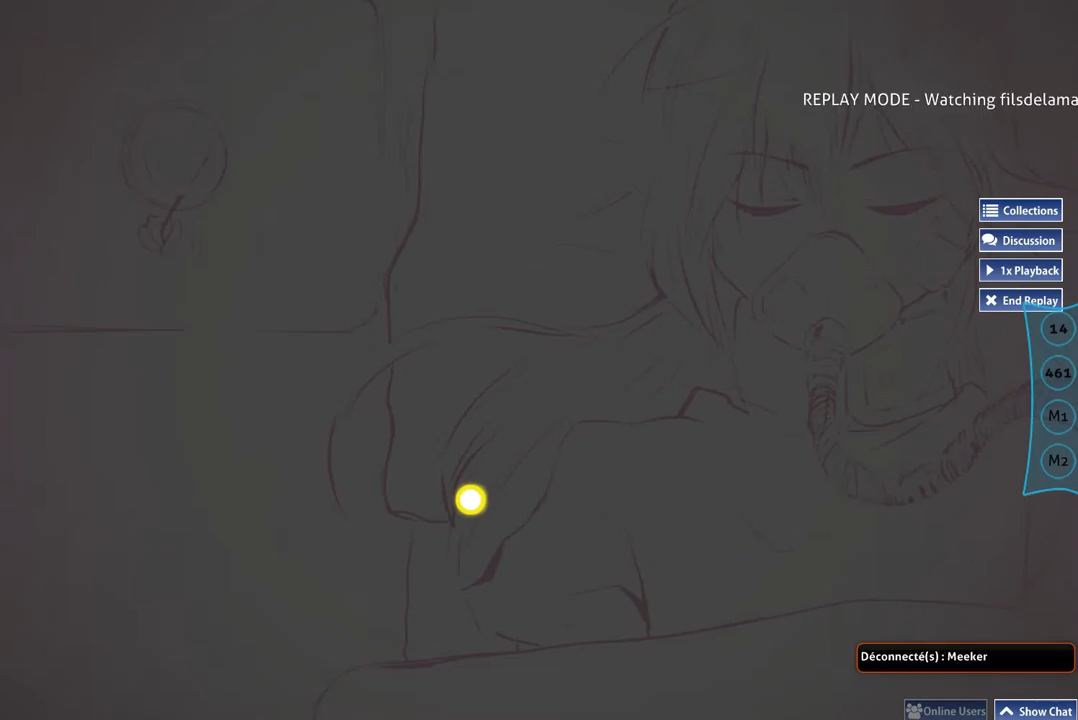 REPLAY MODE - Watching filsdelama
Collections
Discussion
1x Playback
End Replay
14
461
M1
M2
Déconnecté(s) : Meeker
Online Users
Show Chat